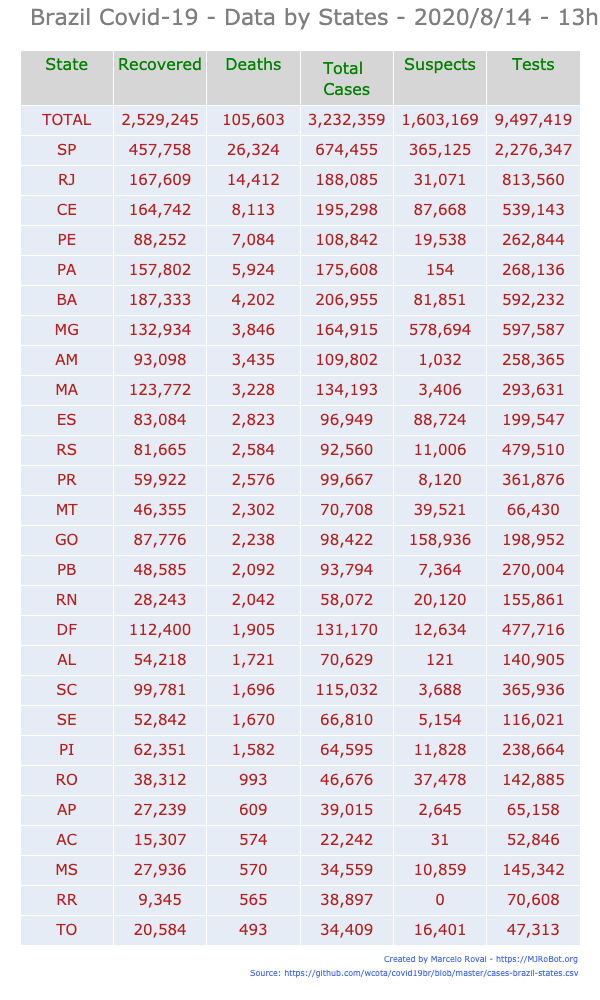 Brazil Covid-19 - Data by States - 2020/8/14 - 13h
State Recovered Deaths Total Cases Suspects Tests
TOTAL 2,529,245 105,603 3,232,359 1,603,169 9,497,419
SP 457,758 26,324 674,455 365,125 2,276,347
RJ 167,609 14,412 188,085 31,071 813,560
CE 164,742 8,113 195,298 87,668 539,143
PE 88,252 7,084 108,842 19,538 262,844
PA 157,802 5,924 175,608 154 268,136
BA 187,333 4,202 206,955 81,851 592,232
MG 132,934 3,846 164,915 578,694 597,587
AM 93,098 3,435 109,802 1,032 258,365
MA 123,772 3,228 134,193 3,406 293,631
ES 83,084 2,823 96,949 88,724 199,547
RS 81,665 2,584 92,560 11,006 479,510
PR 59,922 2,576 99,667 8,120 361,876
MT 46,355 2,302 70,708 39,521 66,430
GO 87,776 2,238 98,422 158,936 198,952
PB 48,585 2,092 93,794 7,364 270,004
RN 28,243 2,042 58,072 20,120 155,861
DF 112,400 1,905 131,170 12,634 477,716
AL 54,218 1,721 70,629 121 140,905
SC 99,781 1,696 115,032 3,688 365,936
SE 52,842 1,670 66,810 5,154 116,021
PI 62,351 1,582 64,595 11,828 238,664
RO 38,312 993 46,676 37,478 142,885
AP 27,239 609 39,015 2,645 65,158
AC 15,307 574 22,242 31 52,846
MS 27,936 570 34,559 10,859 145,342
RR 9,345 565 38,897 0 70,608
TO 20,584 493 34,409 16,401 47,313
Created by Marcelo Rovai - https://MJRoBot.org
Source: https://github.com/wcota/covid19br/blob/master/cases-brazil-states.csv